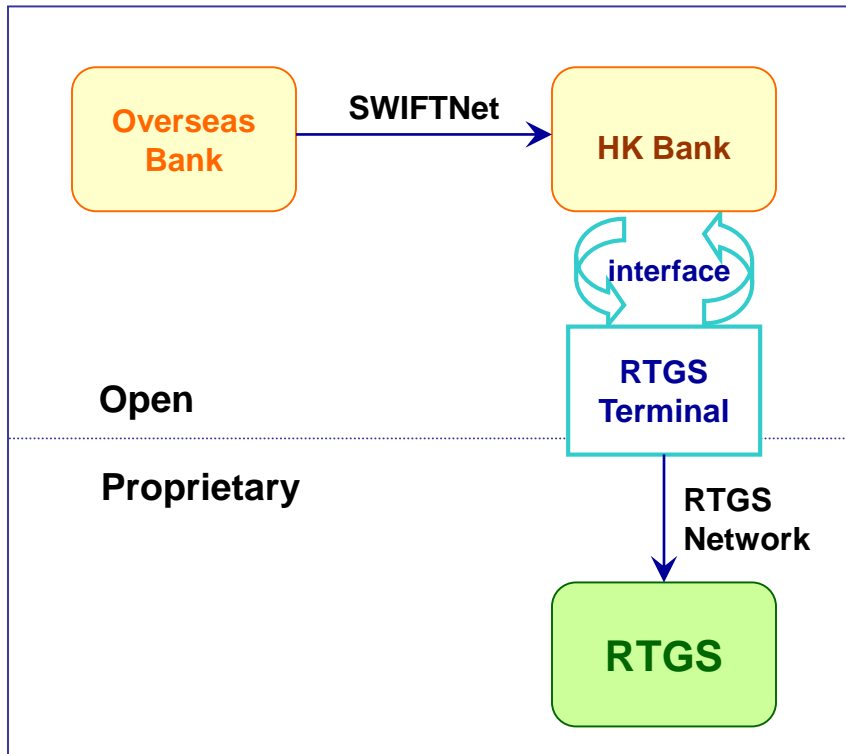 Overseas
Bank
SWIFTNet
HK Bank
interface
RTGS
Terminal
Open
Proprietary
RTGS
Network
RTGS